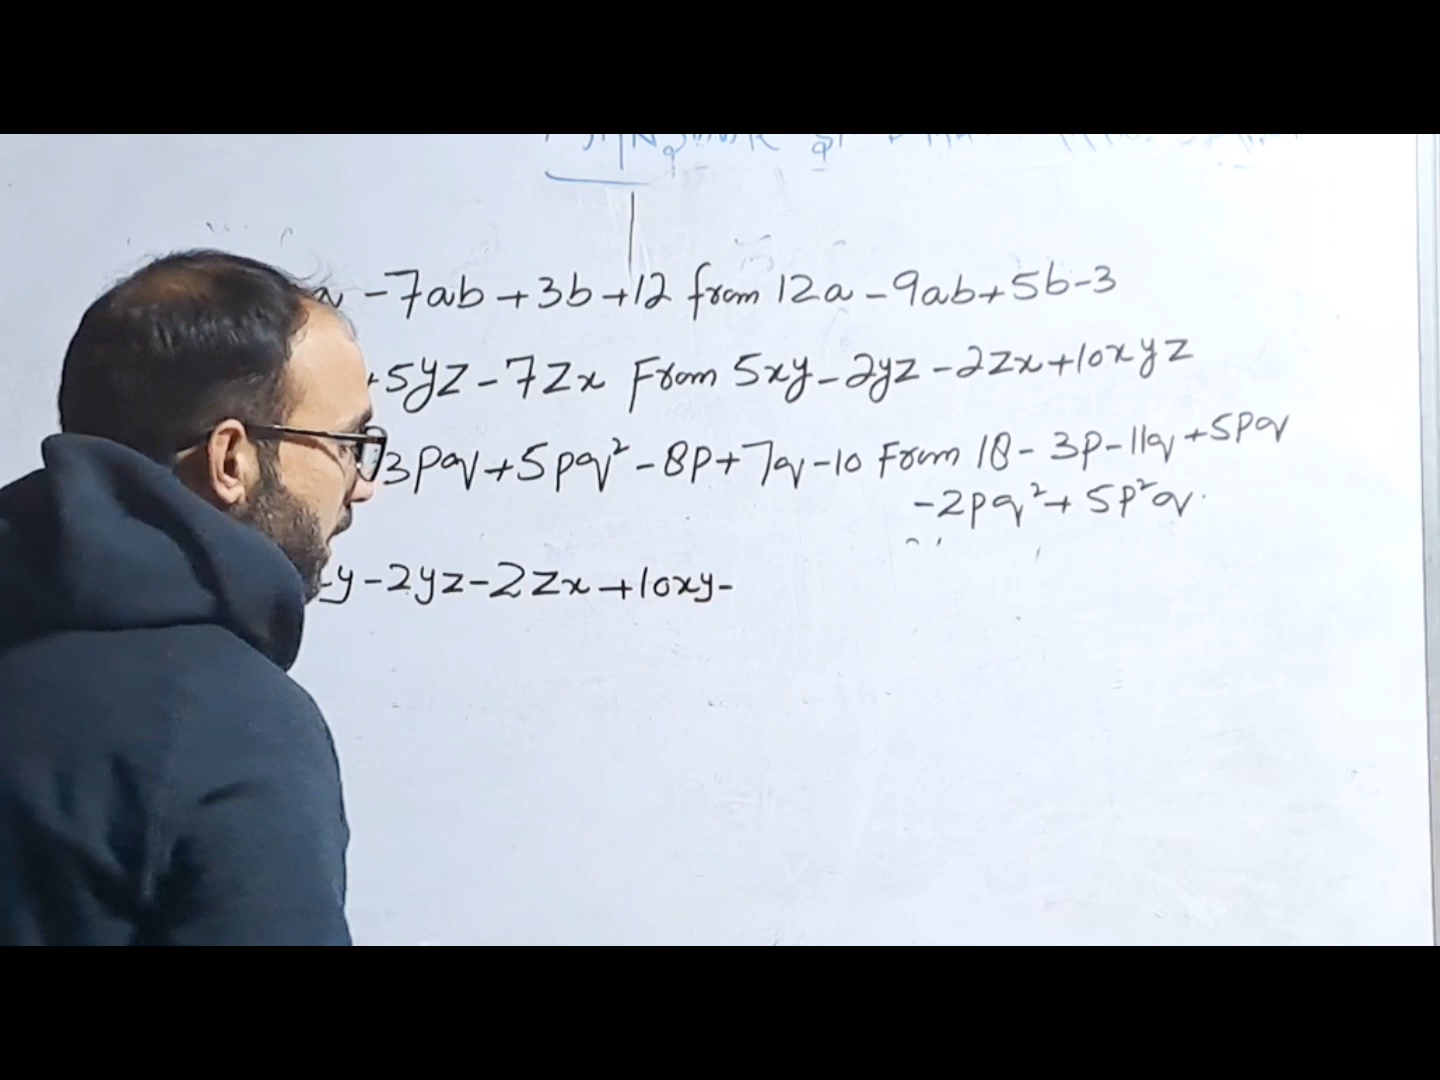 -7ab+3b+12 from 12a-9ab+5b-3
+5yz-7zx From 5xy-2yz-2zx+10xyz
3pq+5pq²-8p+7q-10 From 18-3p-11q+5pq
-2pq²+5p²q.
y-2yz-2zx+10xy-